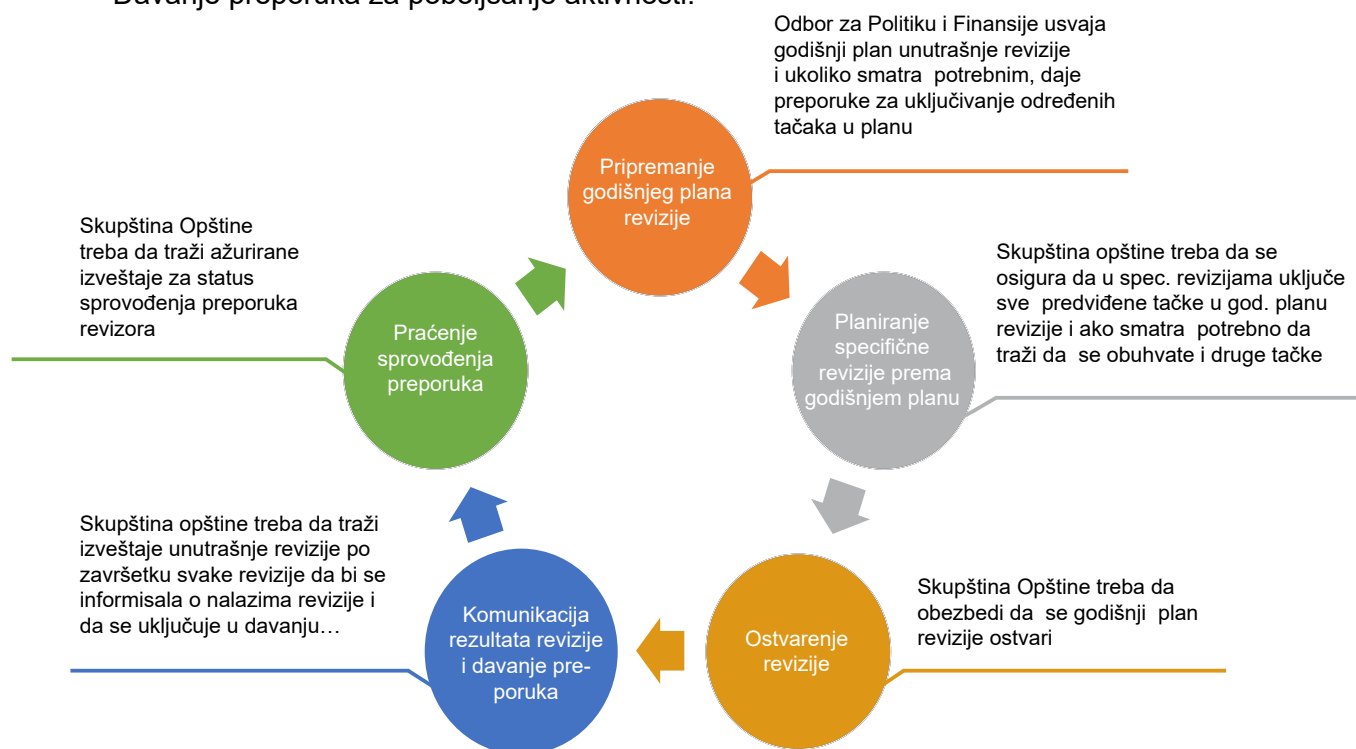 Davanje preporuka za poboljšanje aktivnosti.
Odbor za Politiku i Finansije usvaja
godišnji plan unutrašnje revizije
i ukoliko smatra potrebnim, daje
preporuke za uključivanje određenih
tačaka u planu
Pripremanje
godišnjeg plana
revizije
Skupština Opštine
treba da traži ažurirane
izveštaje za status
sprovođenja preporuka
revizora
Praćenje
sprovođenja
preporuka
Skupština opštine treba da se
osigura da u spec. revizijama uključe
sve predviđene tačke u god. planu
revizije i ako smatra potrebno da
traži da se obuhvate i druge tačke
Planiranje
specifične
revizije prema
godišnjem planu
Skupština opštine treba da traži
izveštaje unutrašnje revizije po
završetku svake revizije da bi se
informisala o nalazima revizije i
da se uključuje u davanju…
Komunikacija
rezultata revizije
i davanje pre-
poruka
Ostvarenje
revizije
Skupština Opštine treba da
obezbedi da se godišnji plan
revizije ostvari